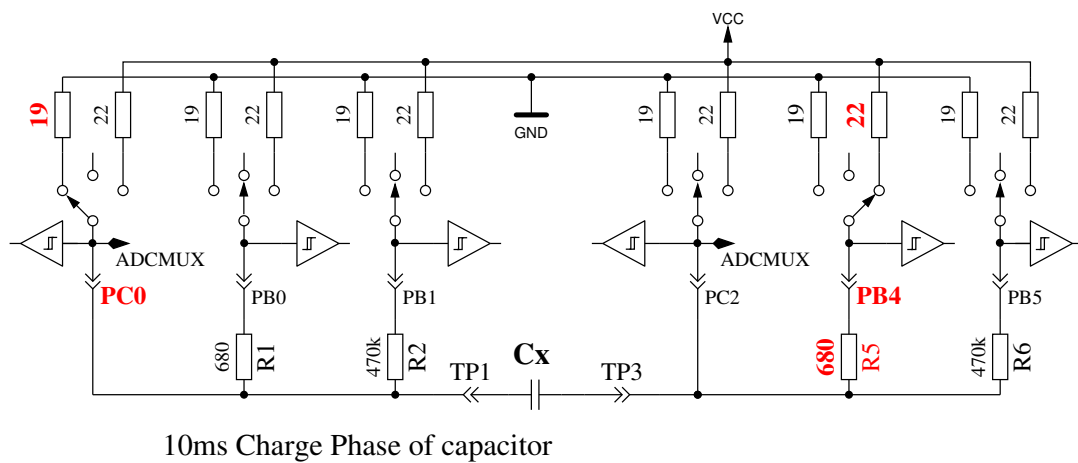 VCC
19 22 19 22 19 22 GND 19 22 19 22 19 22
ADCMUX ADCMUX
PC0 PB0 PB1 PC2 PB4 PB5
680 R1 470k R2 680 R5 470k R6
TP1 Cx TP3
10ms Charge Phase of capacitor